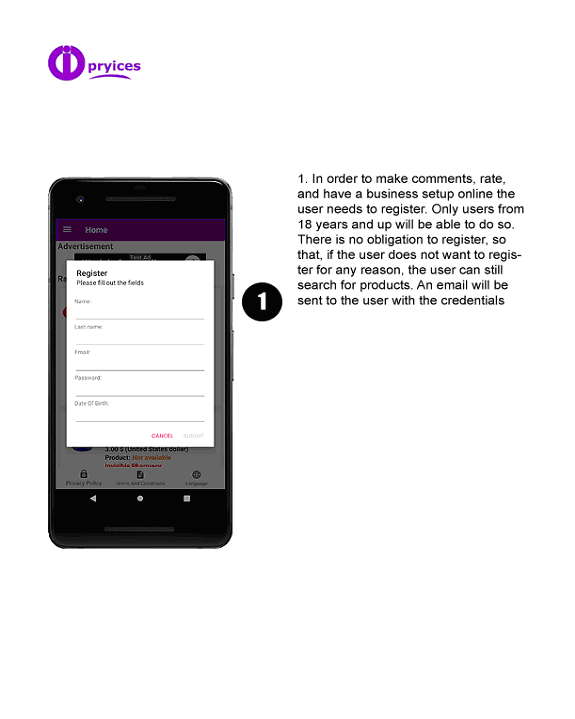 pryices
1. In order to make comments, rate,
and have a business setup online the
user needs to register. Only users from
18 years and up will be able to do so.
There is no obligation to register, so
that, if the user does not want to regis-
ter for any reason, the user can still
search for products. An email will be
sent to the user with the credentials
1
Home
Advertisement
Test Ad
Register
Please fill out the fields
Name:
Last name:
Email:
Password:
Date Of Birth:
CANCEL SUBMIT
3.00 $ (United States dollar)
Product: Not available
Invisible Pharmacy
Privacy Policy Terms And Conditions Language